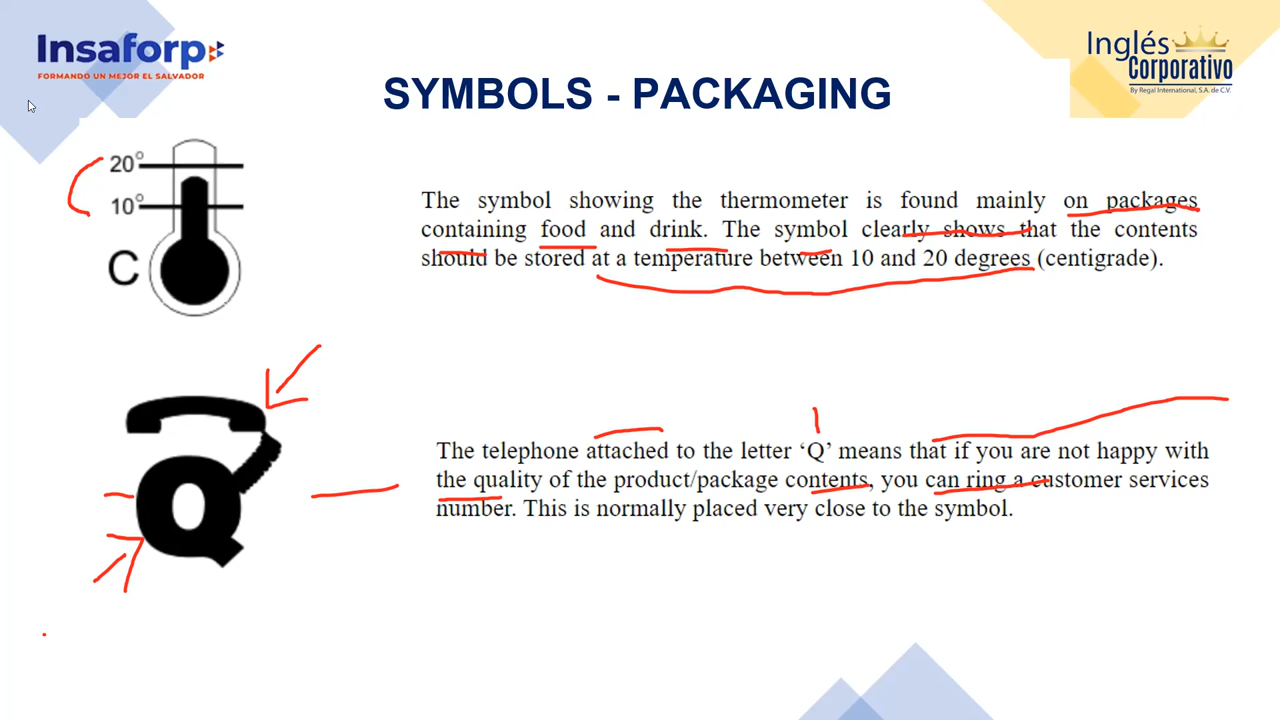 Insaforp
FORMANDO UN MEJOR EL SALVADOR
Inglés
Corporativo
By Regal International, S.A. de C.V.
SYMBOLS - PACKAGING
20°
10°
C
The symbol showing the thermometer is found mainly on packages
containing food and drink. The symbol clearly shows that the contents
should be stored at a temperature between 10 and 20 degrees (centigrade).
Q
The telephone attached to the letter ‘Q’ means that if you are not happy with
the quality of the product/package contents, you can ring a customer services
number. This is normally placed very close to the symbol.